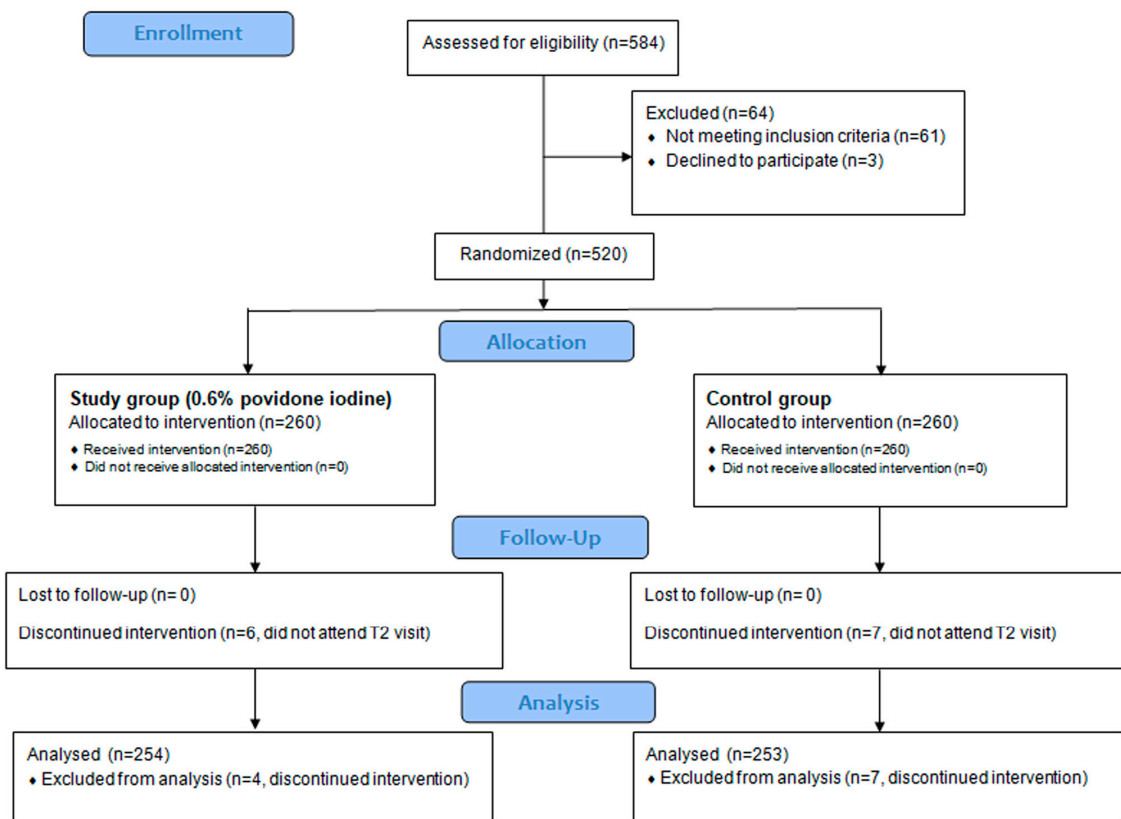 Enrollment
Assessed for eligibility (n=584)
Excluded (n=64)
♦ Not meeting inclusion criteria (n=61)
♦ Declined to participate (n=3)
Randomized (n=520)
Allocation
Study group (0.6% povidone iodine)
Allocated to intervention (n=260)
♦ Received intervention (n=260)
♦ Did not receive allocated intervention (n=0)
Control group
Allocated to intervention (n=260)
♦ Received intervention (n=260)
♦ Did not receive allocated intervention (n=0)
Follow-Up
Lost to follow-up (n= 0)
Discontinued intervention (n=6, did not attend T2 visit)
Lost to follow-up (n= 0)
Discontinued intervention (n=7, did not attend T2 visit)
Analysis
Analysed (n=254)
♦ Excluded from analysis (n=4, discontinued intervention)
Analysed (n=253)
♦ Excluded from analysis (n=7, discontinued intervention)